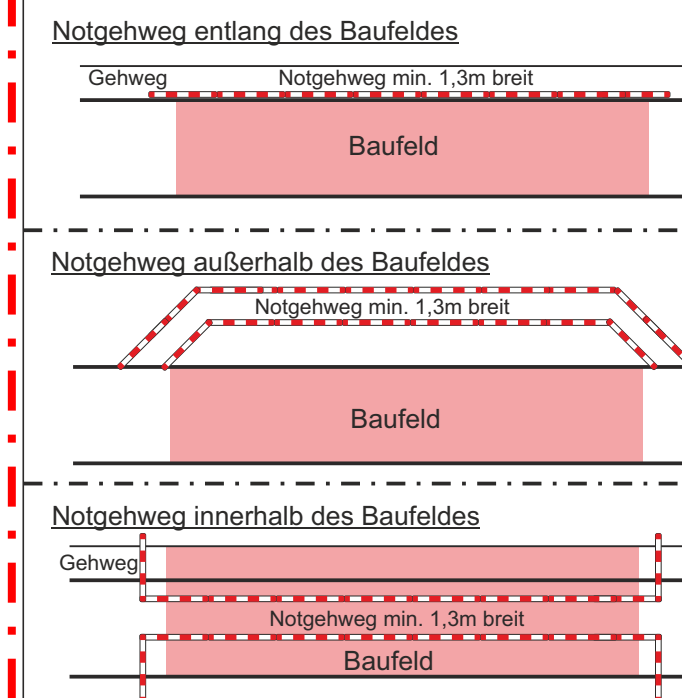 Notgehweg entlang des Baufeldes
Gehweg
Notgehweg min. 1,3m breit
Baufeld
Notgehweg außerhalb des Baufeldes
Notgehweg min. 1,3m breit
Baufeld
Notgehweg innerhalb des Baufeldes
Gehweg
Notgehweg min. 1,3m breit
Baufeld